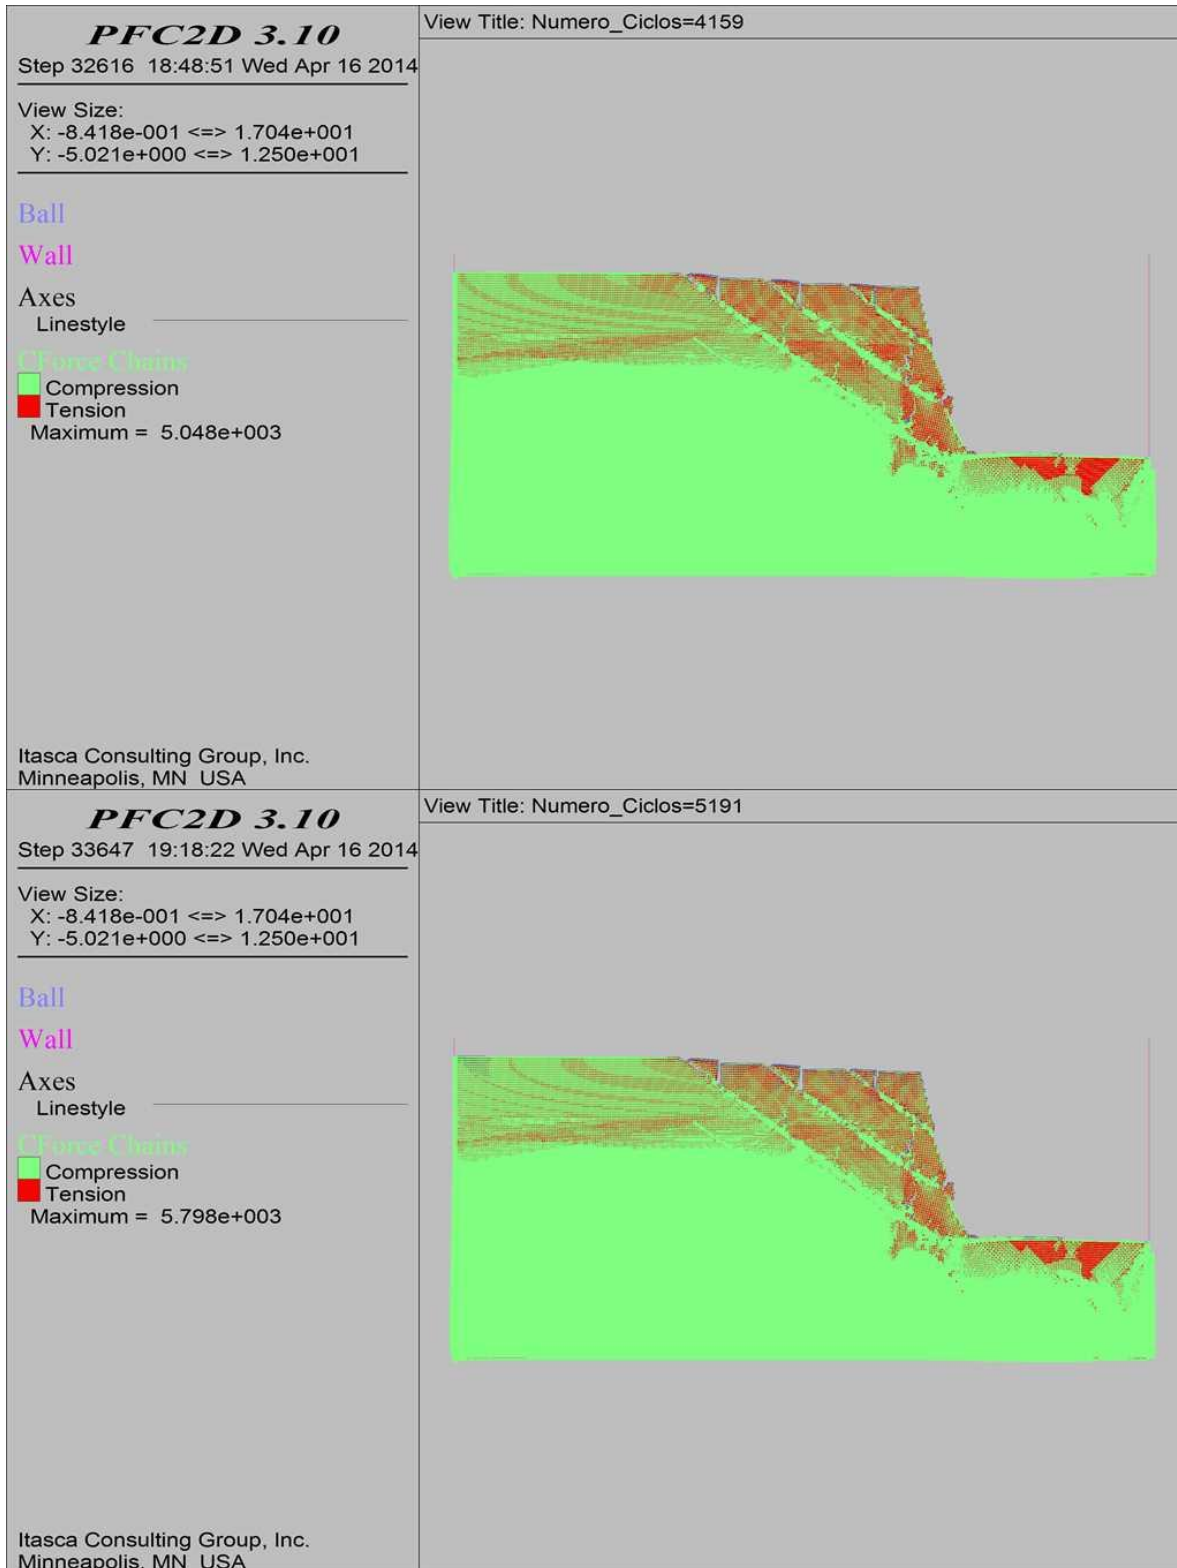 PFC2D 3.10
Step 32616 18:48:51 Wed Apr 16 2014
View Size:
X: -8.418e-001 <=> 1.704e+001
Y: -5.021e+000 <=> 1.250e+001
Ball
Wall
Axes
Linestyle
CForce Chains
Compression
Tension
Maximum = 5.048e+003
Itasca Consulting Group, Inc.
Minneapolis, MN USA
View Title: Numero_Ciclos=4159
PFC2D 3.10
Step 33647 19:18:22 Wed Apr 16 2014
View Size:
X: -8.418e-001 <=> 1.704e+001
Y: -5.021e+000 <=> 1.250e+001
Ball
Wall
Axes
Linestyle
CForce Chains
Compression
Tension
Maximum = 5.798e+003
Itasca Consulting Group, Inc.
Minneapolis, MN USA
View Title: Numero_Ciclos=5191